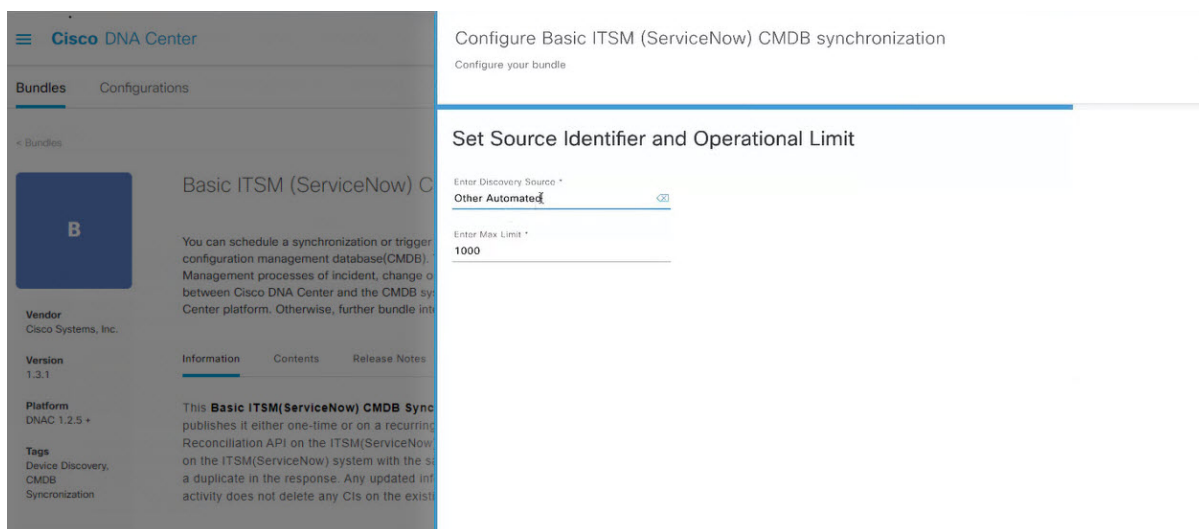 Cisco DNA Center
Bundles Configurations
< Bundles
B
Vendor
Cisco Systems, Inc.
Version
1.3.1
Platform
DNAC 1.2.5 +
Tags
Device Discovery,
CMDB
Syncronization
Basic ITSM (ServiceNow) C
You can schedule a synchronization or trigger
configuration management database(CMDB).
Management processes of incident, change o
between Cisco DNA Center and the CMDB sy
Center platform. Otherwise, further bundle int
Information Contents Release Notes
This Basic ITSM(ServiceNow) CMDB Sync
publishes it either one-time or on a recurring
Reconciliation API on the ITSM(ServiceNow
on the ITSM(ServiceNow) system with the sa
a duplicate in the response. Any updated inf
activity does not delete any CIs on the existi
Configure Basic ITSM (ServiceNow) CMDB synchronization
Configure your bundle
Set Source Identifier and Operational Limit
Enter Discovery Source *
Other Automated
Enter Max Limit *
1000